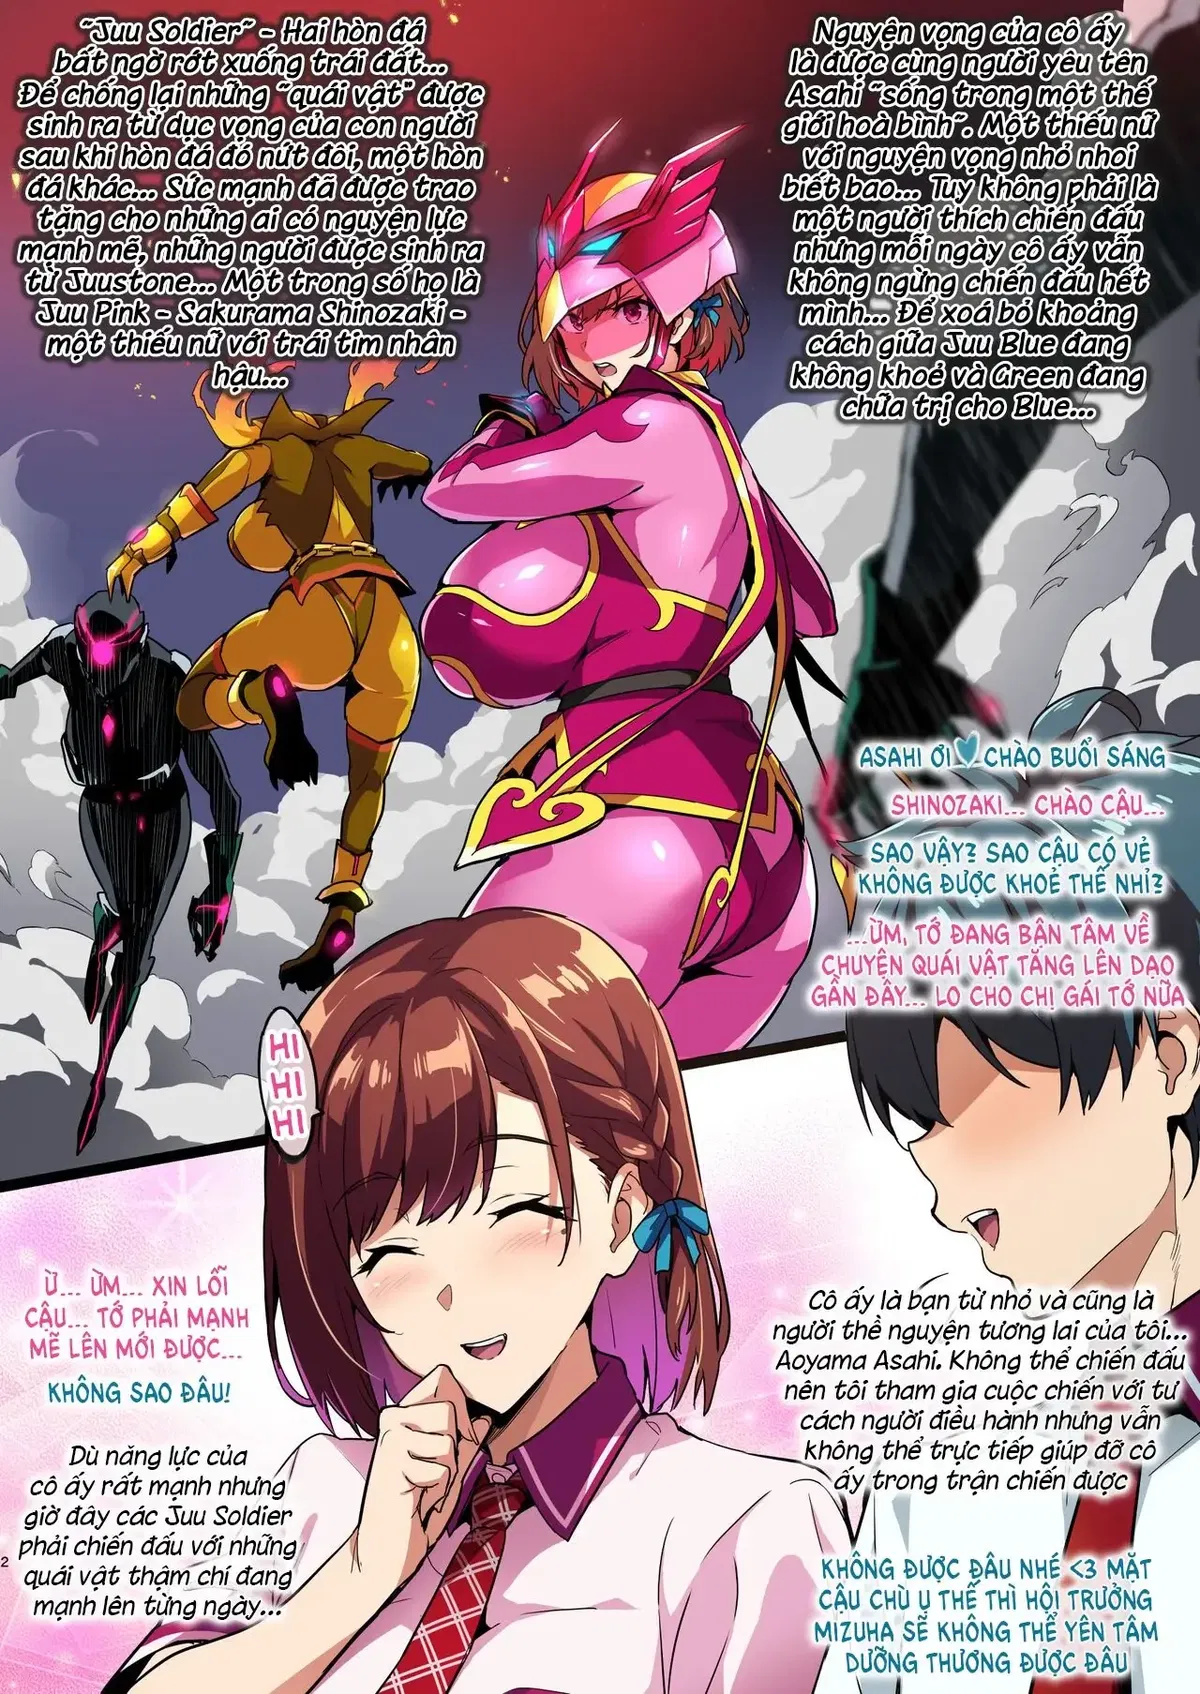 "Juu Soldier" - Hai hòn đá
bất ngờ rớt xuống trái đất...
Để chống lại những "quái vật" được
sinh ra từ dục vọng của con người
sau khi hòn đá đó nứt đôi, một hòn
đá khác... Sức mạnh đã được trao
tặng cho những ai có nguyện lực
mạnh mẽ, những người được sinh ra
từ Juustone... Một trong số họ là
Juu Pink - Sakurama Shinozaki -
một thiếu nữ với trái tim nhân
hậu...
Nguyện vọng của cô ấy
là được cùng người yêu tên
Asahi "sống trong một thế
giới hoà bình". Một thiếu nữ
với nguyện vọng nhỏ nhoi
biết bao... Tuy không phải là
một người thích chiến đấu
nhưng mỗi ngày cô ấy vẫn
không ngừng chiến đấu hết
mình... Để xoá bỏ khoảng
cách giữa Juu Blue đang
không khoẻ và Green đang
chữa trị cho Blue...
ASAHI ƠI ♥ CHÀO BUỔI SÁNG
SHINOZAKI... CHÀO CẬU...
SAO VẬY? SAO CẬU CÓ VẺ
KHÔNG ĐƯỢC KHOẺ THẾ NHỈ?
...ỪM, TỚ ĐANG BẬN TÂM VỀ
CHUYỆN QUÁI VẬT TĂNG LÊN DẠO
GẦN ĐÂY... LO CHO CHỊ GÁI TỚ NỮA
HI
HI
HI
Ừ... ỪM... XIN LỖI
CẬU... TỚ PHẢI MẠNH
MẼ LÊN MỚI ĐƯỢC...
KHÔNG SAO ĐÂU!
Dù năng lực của
cô ấy rất mạnh nhưng
giờ đây các Juu Soldier
phải chiến đấu với những
quái vật thậm chí đang
mạnh lên từng ngày...
Cô ấy là bạn từ nhỏ và cũng là
người thề nguyện tương lai của tôi...
Aoyama Asahi. Không thể chiến đấu
nên tôi tham gia cuộc chiến với tư
cách người điều hành nhưng vẫn
không thể trực tiếp giúp đỡ cô
ấy trong trận chiến được
KHÔNG ĐƯỢC ĐÂU NHÉ <3 MẶT
CẬU CHÙ Ụ THẾ THÌ HỘI TRƯỞNG
MIZUHA SẼ KHÔNG THỂ YÊN TÂM
DƯỠNG THƯƠNG ĐƯỢC ĐÂU
2